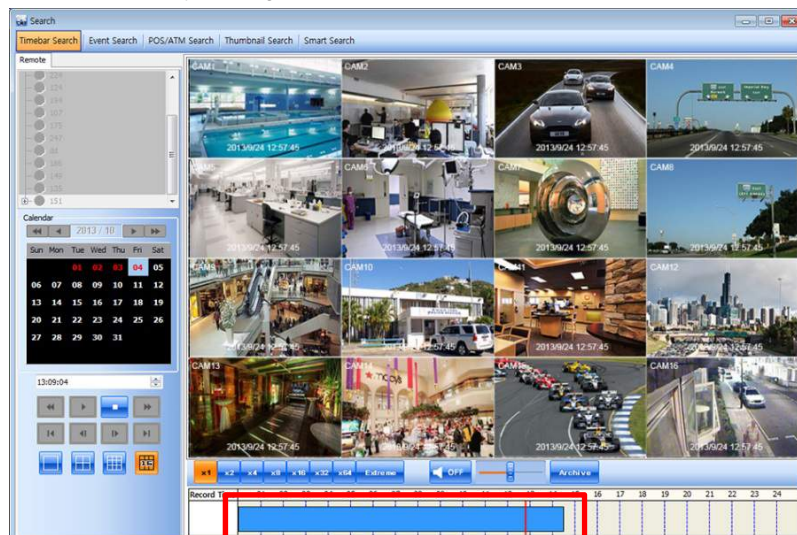 Search
Timebar Search
Event Search
POS/ATM Search
Thumbnail Search
Smart Search
Remote
151
Calendar
2013 / 10
Sun Mon Tue Wed Thu Fri Sat
01 02 03 04 05
06 07 08 09 10 11 12
13 14 15 16 17 18 19
20 21 22 23 24 25 26
27 28 29 30 31
13:09:04
CAM1
2013/9/24 12:57:45
CAM2
CAM3
2013/9/24 12:57:45
CAM4
2013/9/24 12:57:45
2013/9/24 12:57:45
2013/9/24 12:57:45
2013/9/24 12:57:45
CAM8
2013/9/24 12:57:45
CAM9
2013/9/24 12:57:45
CAM10
2013/9/24 12:57:45
2013/9/24 12:57:45
CAM12
2013/9/24 12:57:45
CAM13
2013/9/24 12:57:45
CAM14
2013/9/24 12:57:45
2013/9/24 12:57:45
CAM16
2013/9/24 12:57:45
x1 x2 x4 x8 x16 x32 x64 Extreme OFF Archive
Record
16 17 18 19 20 21 22 23 24